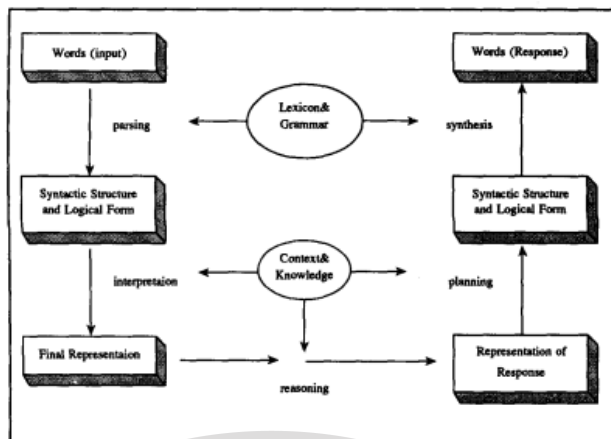 Words (input)
Words (Response)
Lexicon&
Grammar
parsing
synthesis
Syntactic Structure
and Logical Form
Syntactic Structure
and Logical Form
Context&
Knowledge
interpretaion
planning
Final Representaion
Representation of
Response
reasoning